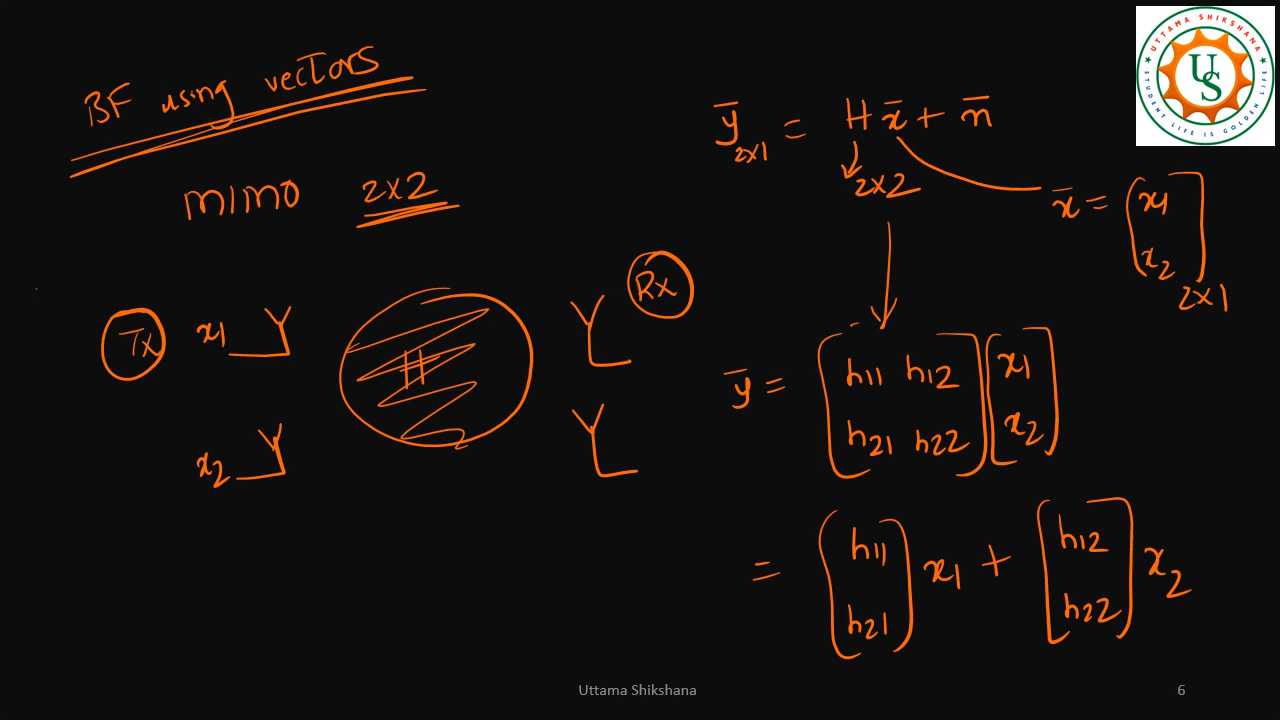 BF using vectors
MIMO 2x2
Tx x1
x2
H
Rx
y̅ 2x1 = H x̅ + n̅
2x2
x̅ = [x1
x2] 2x1
y̅ = [h11 h12
h21 h22] [x1
x2]
= [h11
h21] x1 + [h12
h22] x2
UTTAMA SHIKSHANA
US
STUDENT LIFE IS GOLDEN LIFE
Uttama Shikshana
6